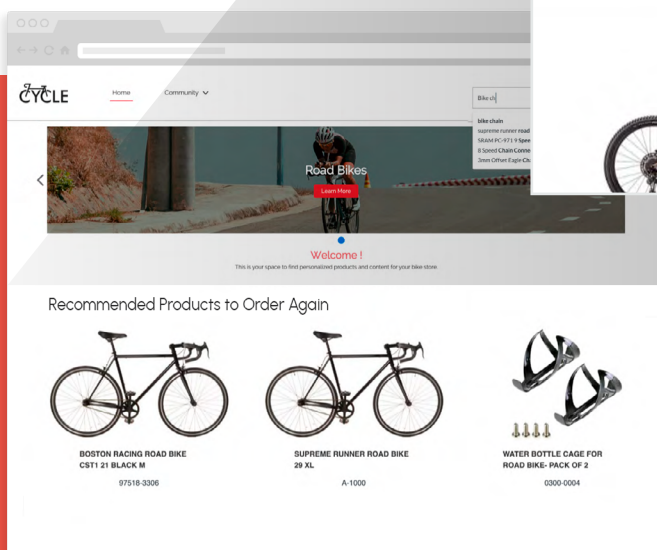 CYCLE
Home
Community
Bike ch
bike chain
supreme runner road
SRAM PC-971 9 Spee
8 Speed Chain Conne
3mm Offset Eagle Ch
Road Bikes
Learn More
Welcome !
This is your space to find personalized products and content for your bike store
Recommended Products to Order Again
BOSTON RACING ROAD BIKE
CST1 21 BLACK M
97518-3306
SUPREME RUNNER ROAD BIKE
29 XL
A-1000
WATER BOTTLE CAGE FOR
ROAD BIKE- PACK OF 2
0300-0004